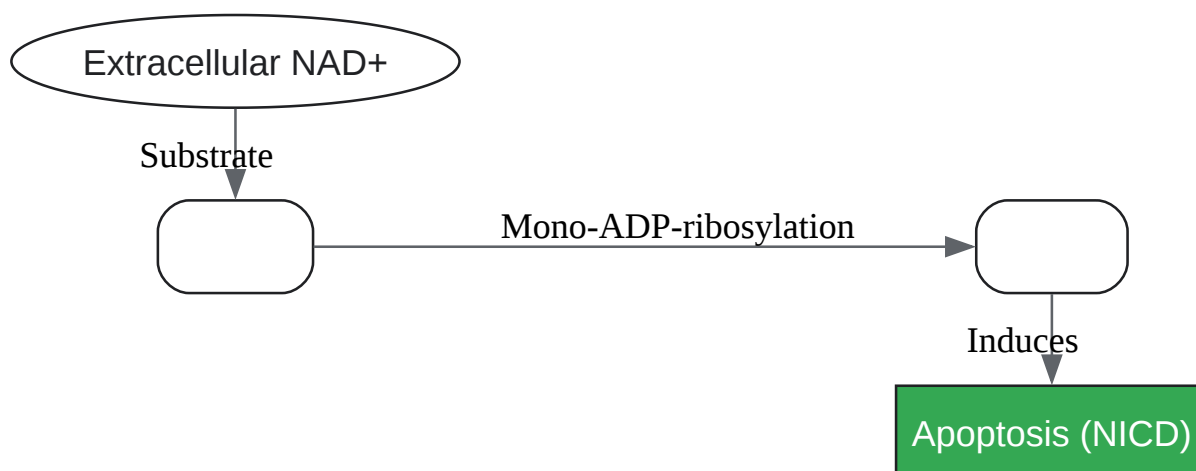 Extracellular NAD+
Substrate
Mono-ADP-ribosylation
Induces
Apoptosis (NICD)